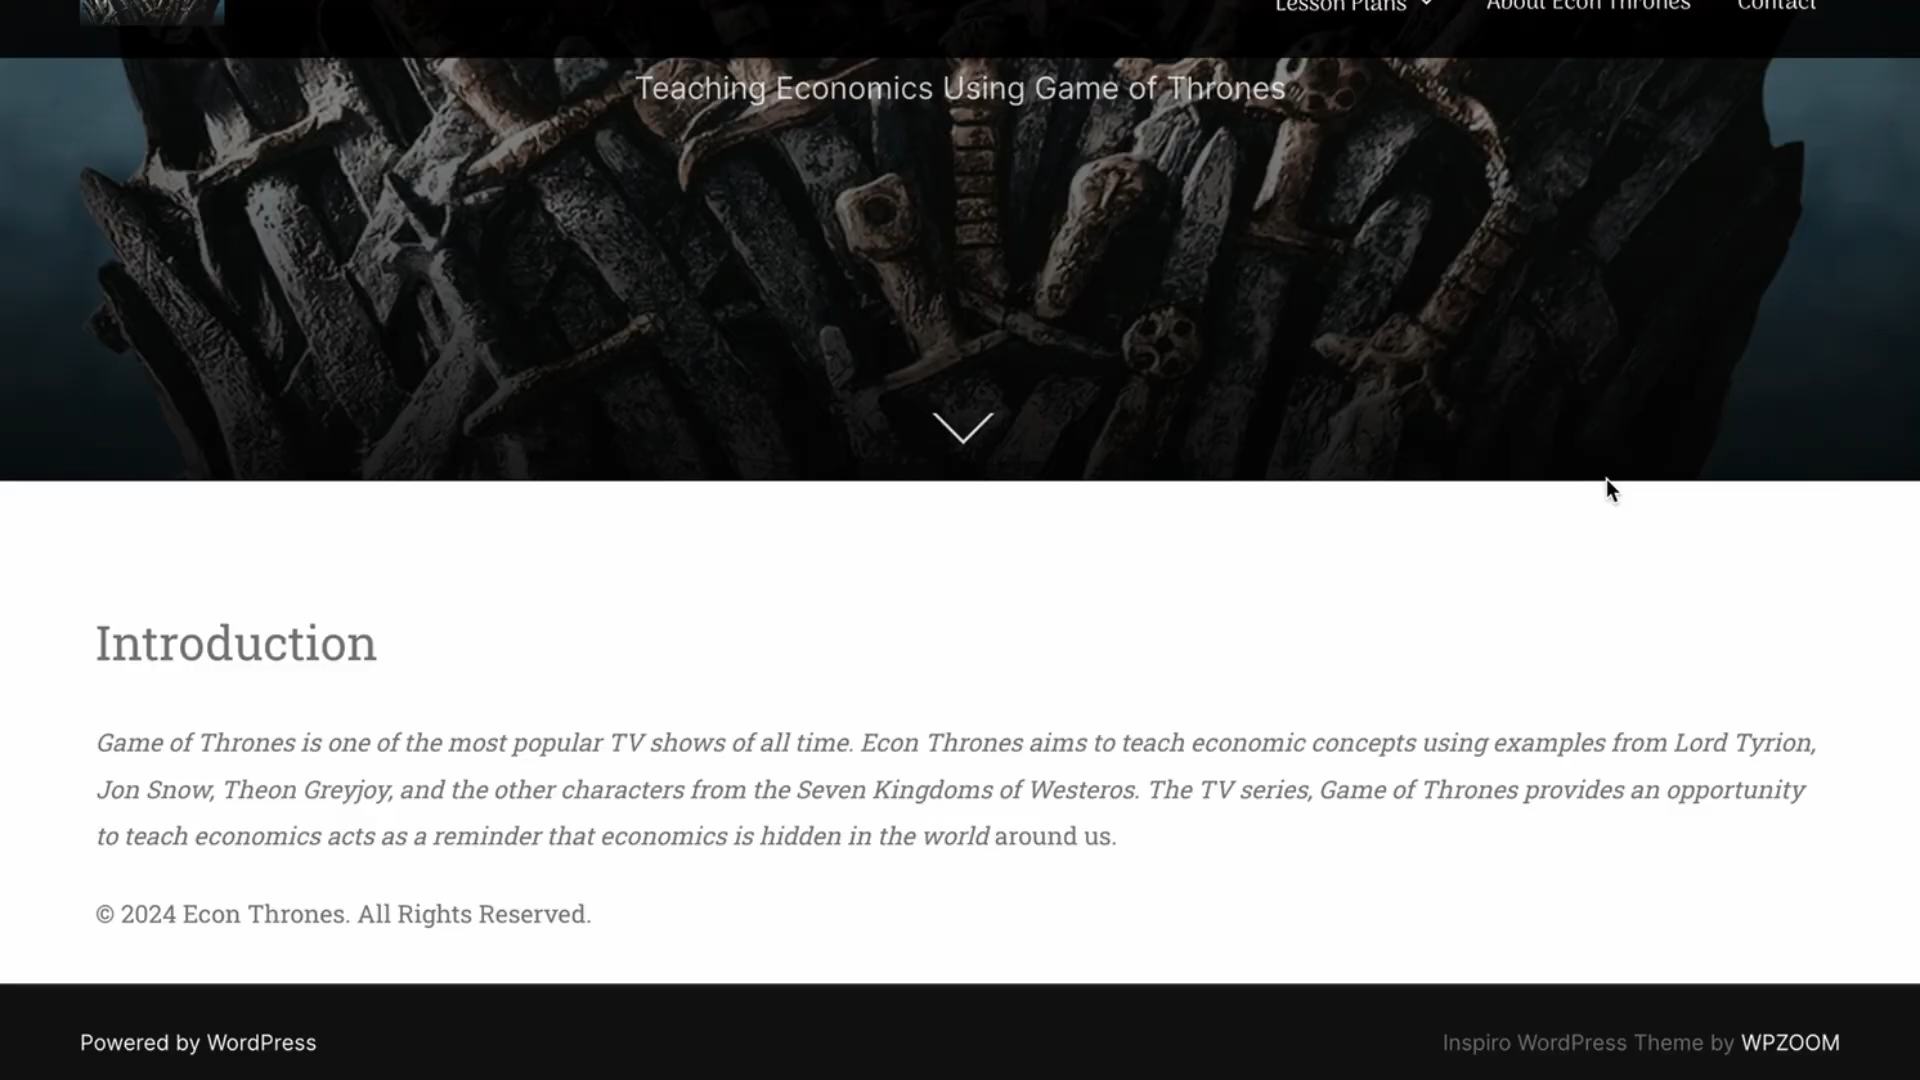 Lesson Plans About Econ Thrones Contact
Teaching Economics Using Game of Thrones
Introduction
Game of Thrones is one of the most popular TV shows of all time. Econ Thrones aims to teach economic concepts using examples from Lord Tyrion,
Jon Snow, Theon Greyjoy, and the other characters from the Seven Kingdoms of Westeros. The TV series, Game of Thrones provides an opportunity
to teach economics acts as a reminder that economics is hidden in the world around us.
© 2024 Econ Thrones. All Rights Reserved.
Powered by WordPress
Inspiro WordPress Theme by WPZOOM